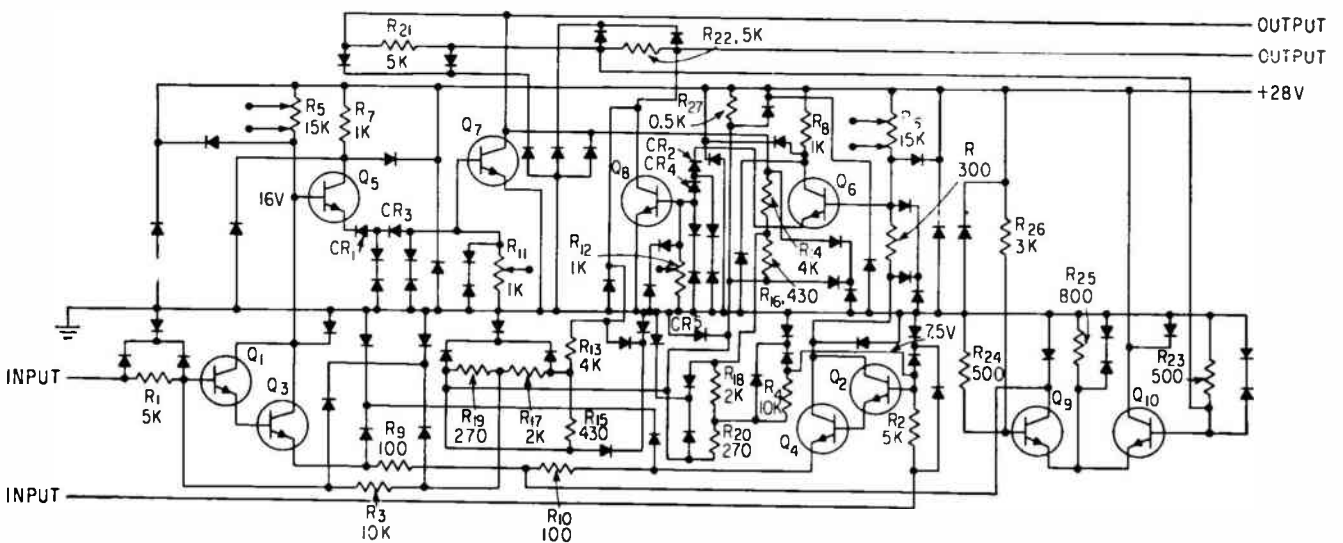 R21
5K
R22, 5K
OUTPUT
OUTPUT
+28V
R5
15K
R7
1K
Q7
R27
0.5K
R8
1K
15K
R
300
CR2
CR4
Q8
Q6
Q5
16V
CR3
CR1
R11
1K
R12
1K
R14
4K
R16, 430
R26
3K
R25
800
CR5
7.5V
INPUT
R1
5K
Q1
Q3
R13
4K
R19
270
R17
2K
R15
430
R18
2K
R20
270
R4
10K
Q2
Q4
R2
5K
R24
500
R23
500
Q9
Q10
R9
100
INPUT
R3
10K
R10
100